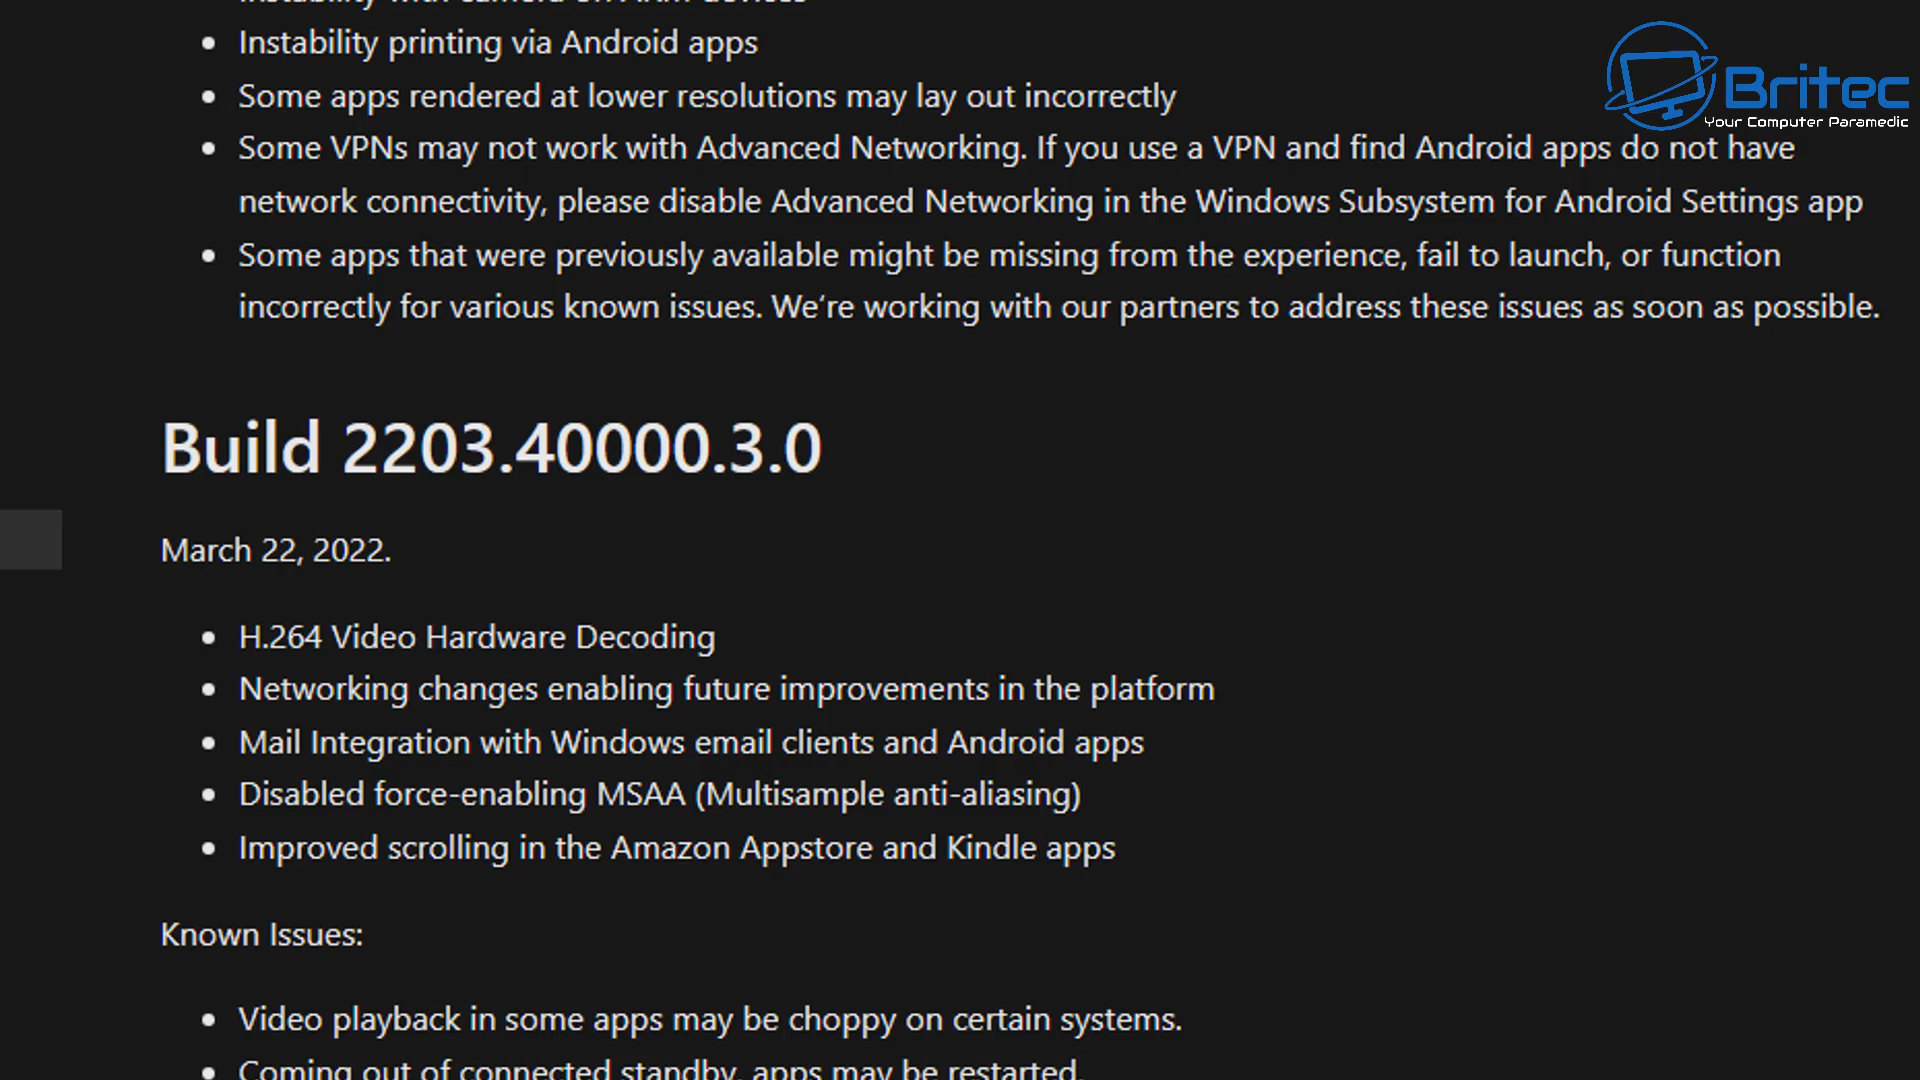 Instability with camera on ARM devices
Instability printing via Android apps
Some apps rendered at lower resolutions may lay out incorrectly
Britec
Your Computer Paramedic
Some VPNs may not work with Advanced Networking. If you use a VPN and find Android apps do not have
network connectivity, please disable Advanced Networking in the Windows Subsystem for Android Settings app
Some apps that were previously available might be missing from the experience, fail to launch, or function
incorrectly for various known issues. We’re working with our partners to address these issues as soon as possible.
Build 2203.40000.3.0
March 22, 2022.
H.264 Video Hardware Decoding
Networking changes enabling future improvements in the platform
Mail Integration with Windows email clients and Android apps
Disabled force-enabling MSAA (Multisample anti-aliasing)
Improved scrolling in the Amazon Appstore and Kindle apps
Known Issues:
Video playback in some apps may be choppy on certain systems.
Coming out of connected standby, apps may be restarted.